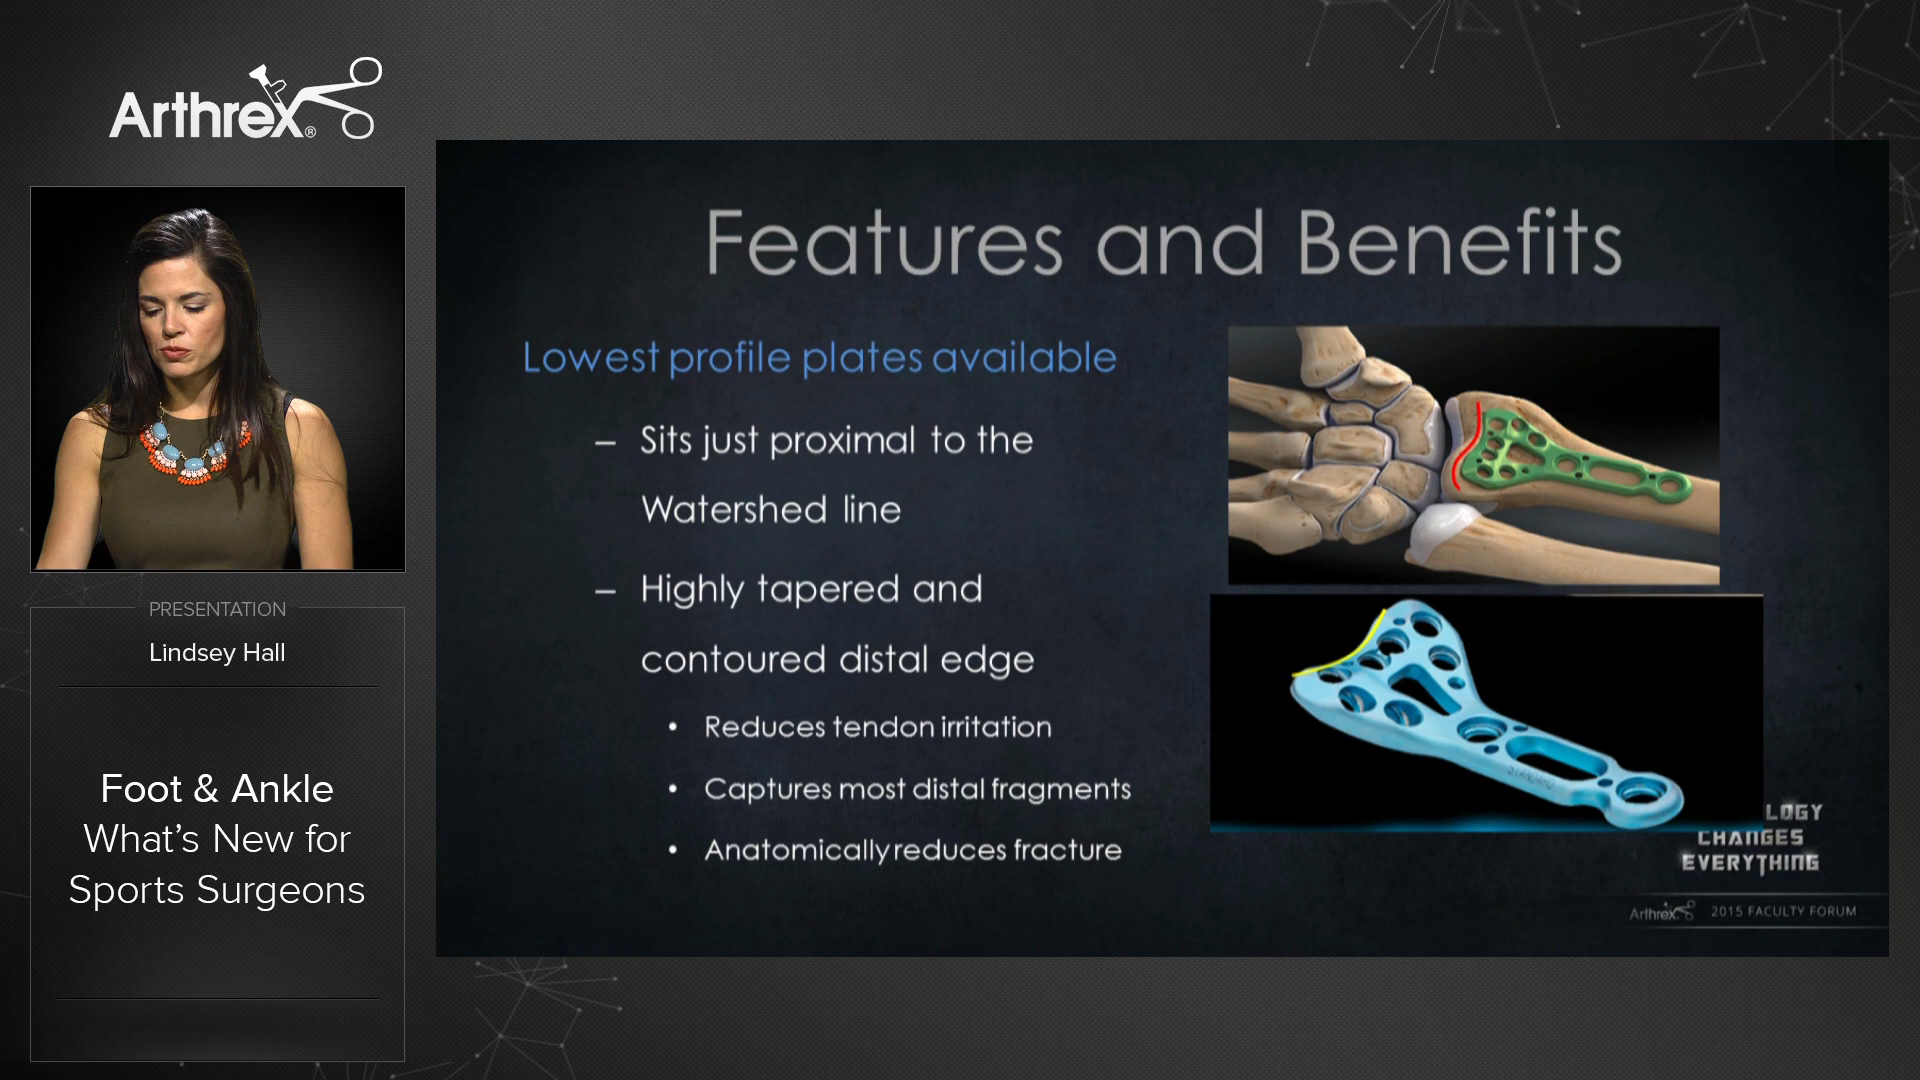 Arthrex®
PRESENTATION
Lindsey Hall
Foot & Ankle
What's New for
Sports Surgeons
Features and Benefits
Lowest profile plates available
– Sits just proximal to the
Watershed line
– Highly tapered and
contoured distal edge
• Reduces tendon irritation
• Captures most distal fragments
• Anatomically reduces fracture
STANDARD
LOGY
CHANGES
EVERYTHING
Arthrex 2015 FACULTY FORUM